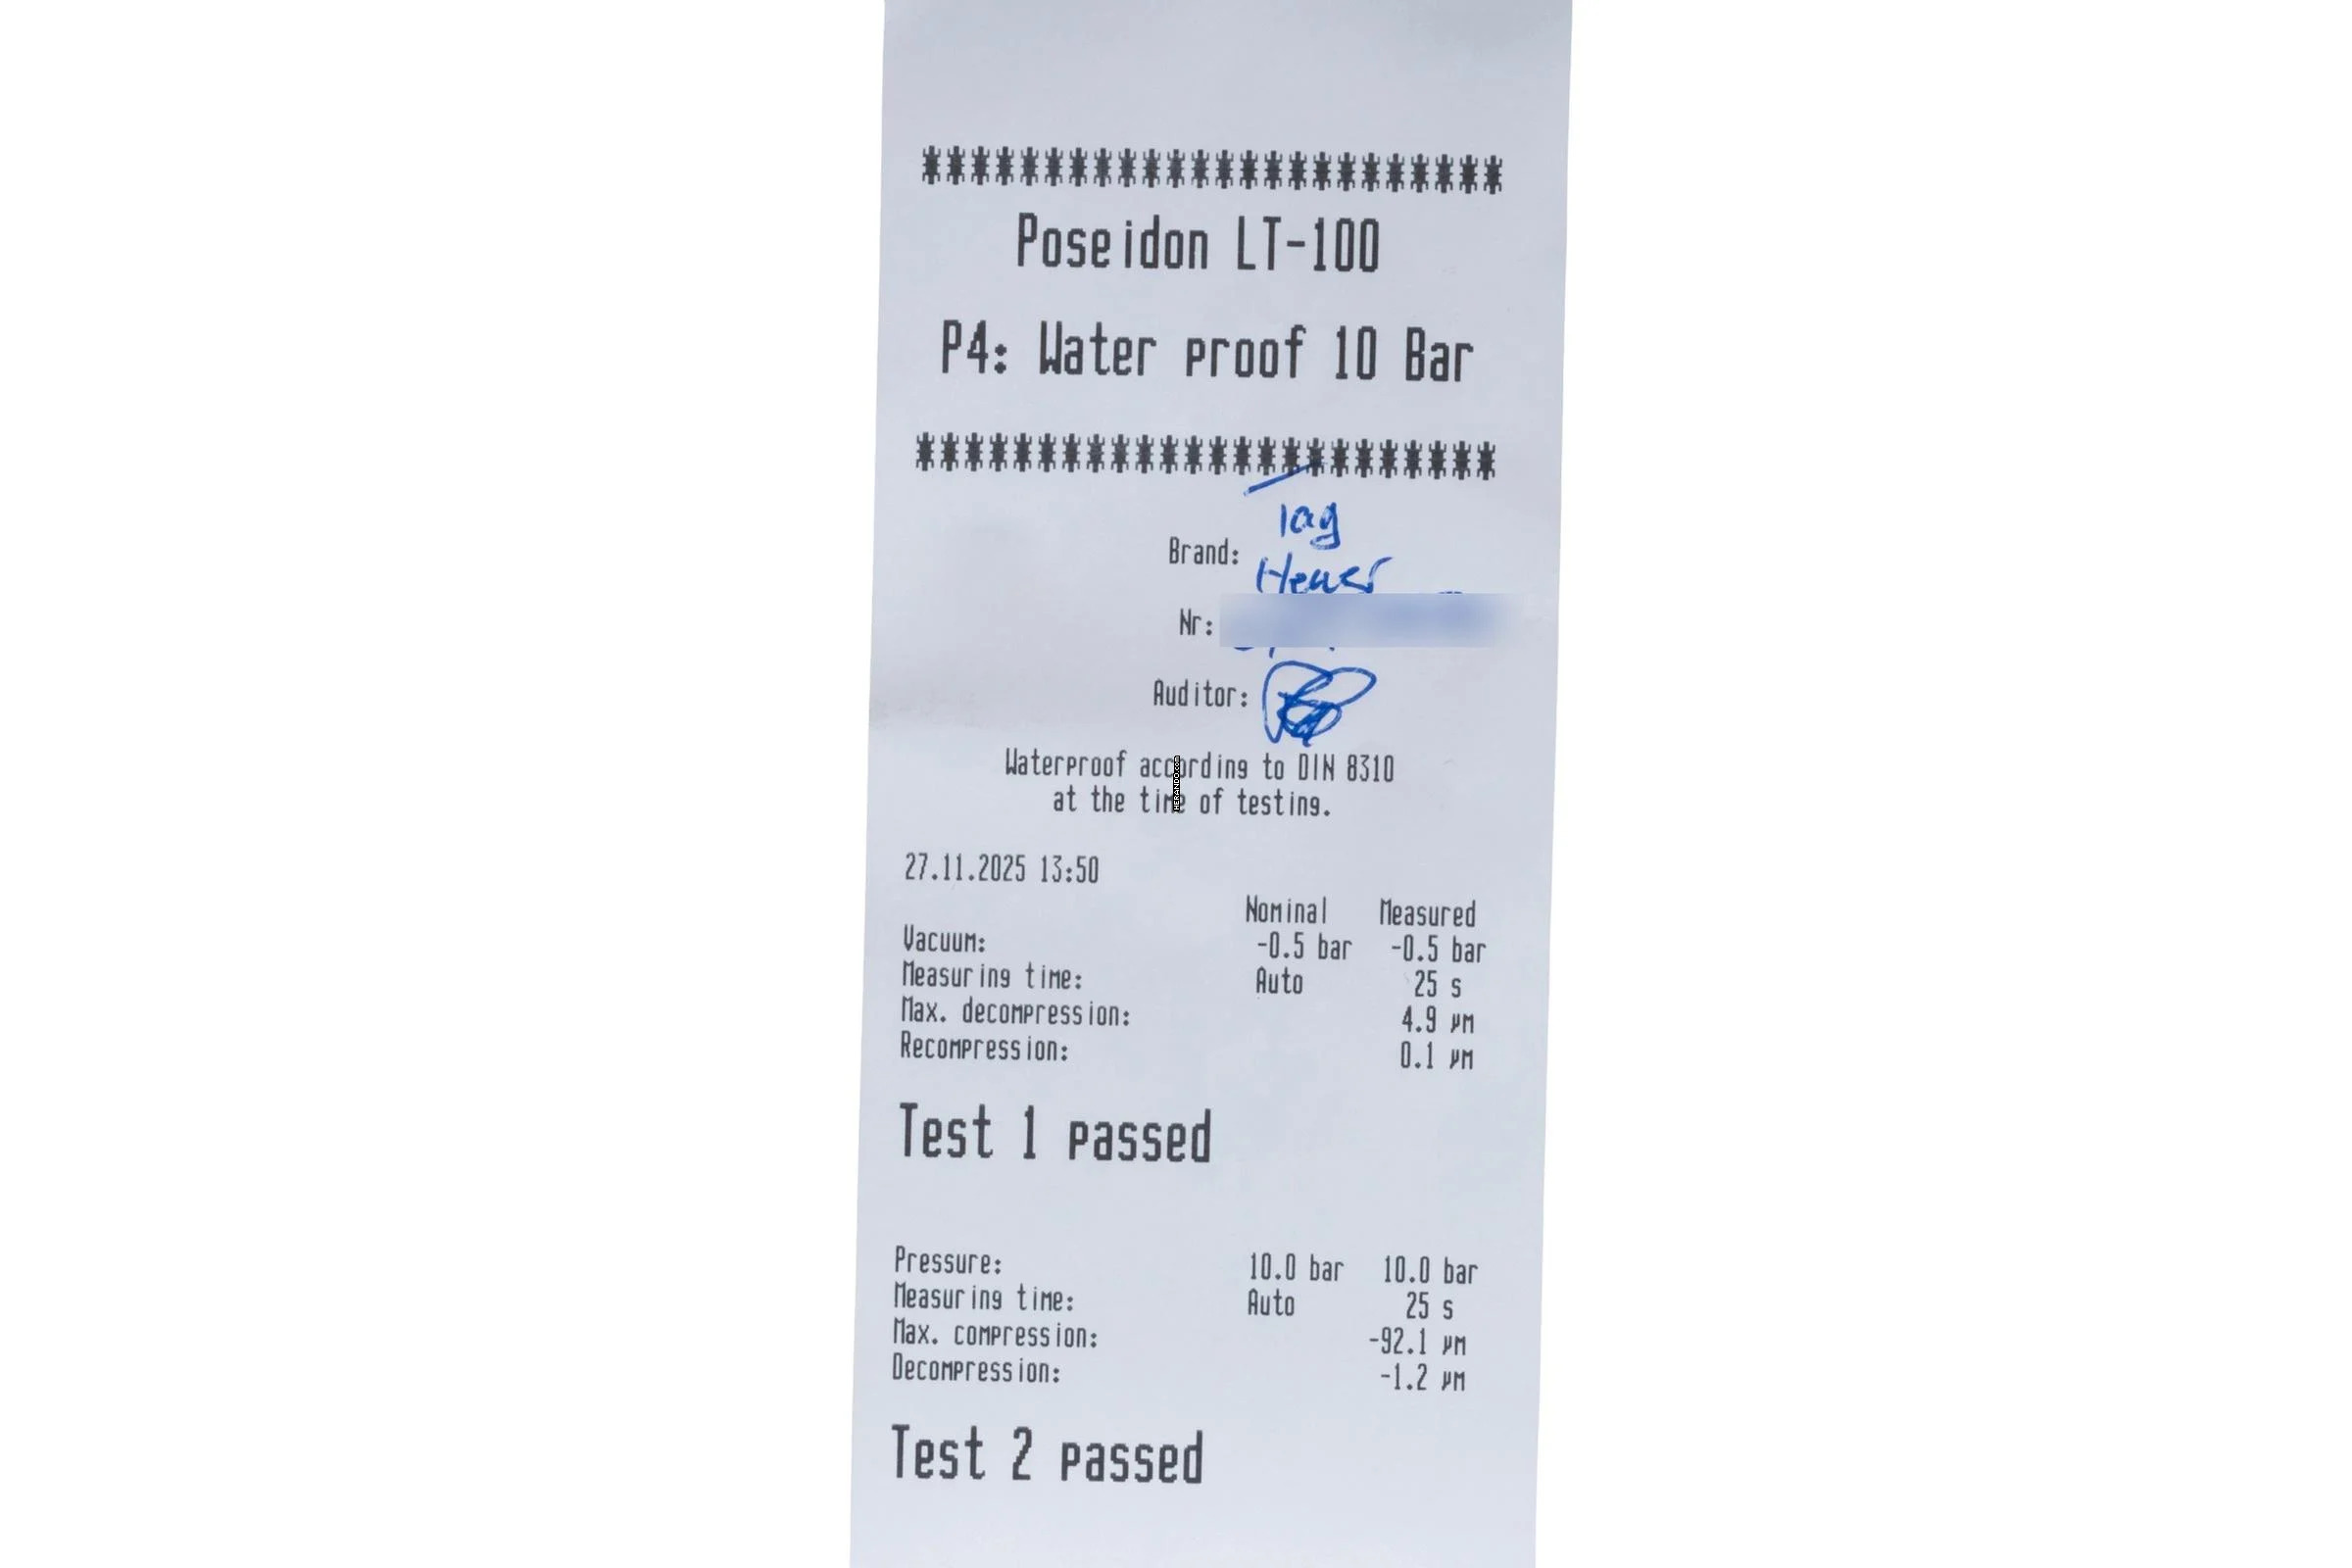 ************************
Poseidon LT-100
P4: Water proof 10 Bar
************************
Tag
Brand: Heuer
Nr:
Auditor:
Waterproof according to DIN 8310
at the time of testing.
HERANDO.com
27.11.2025 13:50
Nominal Measured
Vacuum: -0.5 bar -0.5 bar
Measuring time: Auto 25 s
Max. decompression: 4.9 µm
Recompression: 0.1 µm
Test 1 passed
Pressure: 10.0 bar 10.0 bar
Measuring time: Auto 25 s
Max. compression: -92.1 µm
Decompression: -1.2 µm
Test 2 passed